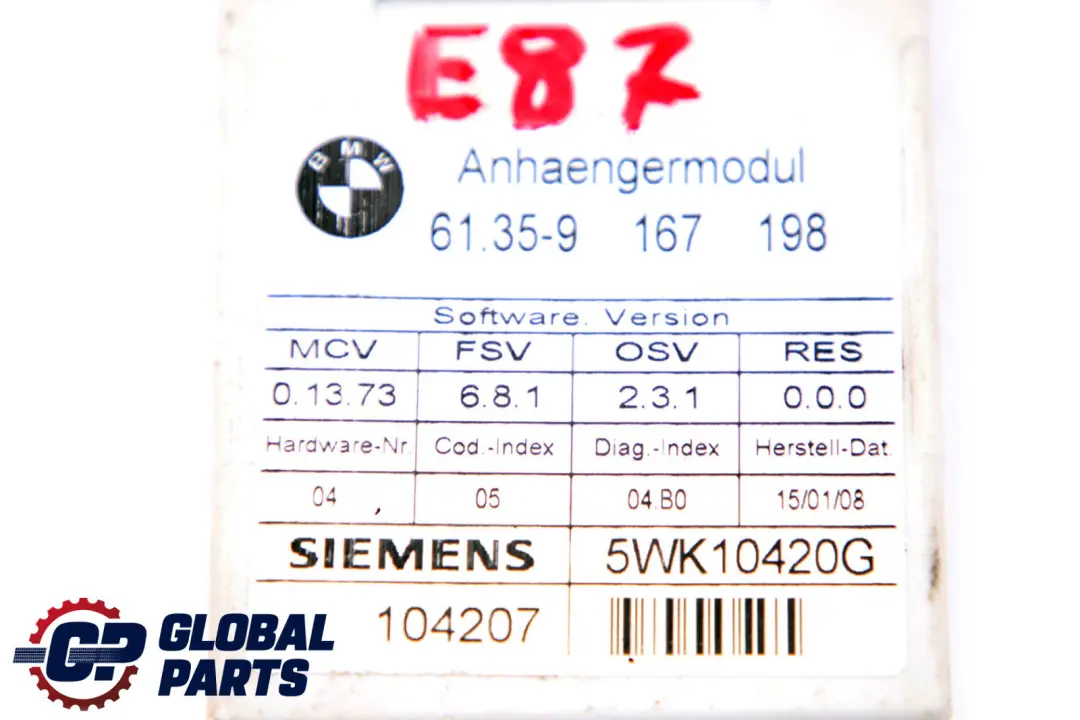 E87
BMW
Anhaengermodul
61.35-9 167 198
Software. Version
MCV FSV OSV RES
0.13.73 6.8.1 2.3.1 0.0.0
Hardware-Nr. Cod.-Index Diag.-Index Herstell-Dat.
04 05 04.B0 15/01/08
SIEMENS 5WK10420G
104207
GP GLOBAL
PARTS